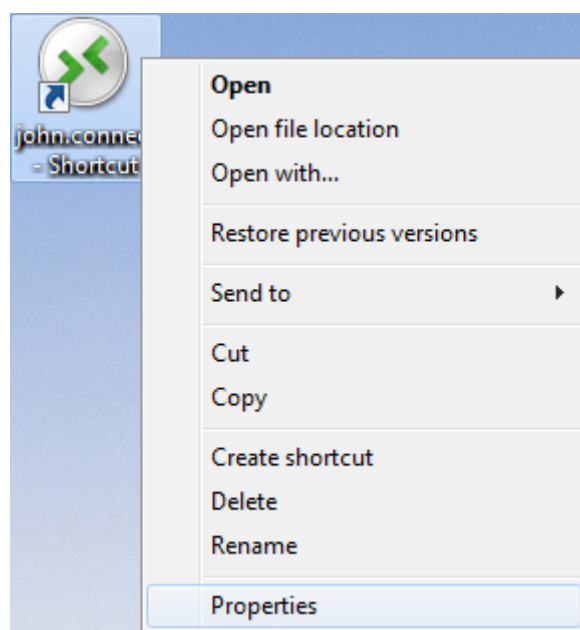 john.connec
- Shortcut
Open
Open file location
Open with...
Restore previous versions
Send to
Cut
Copy
Create shortcut
Delete
Rename
Properties